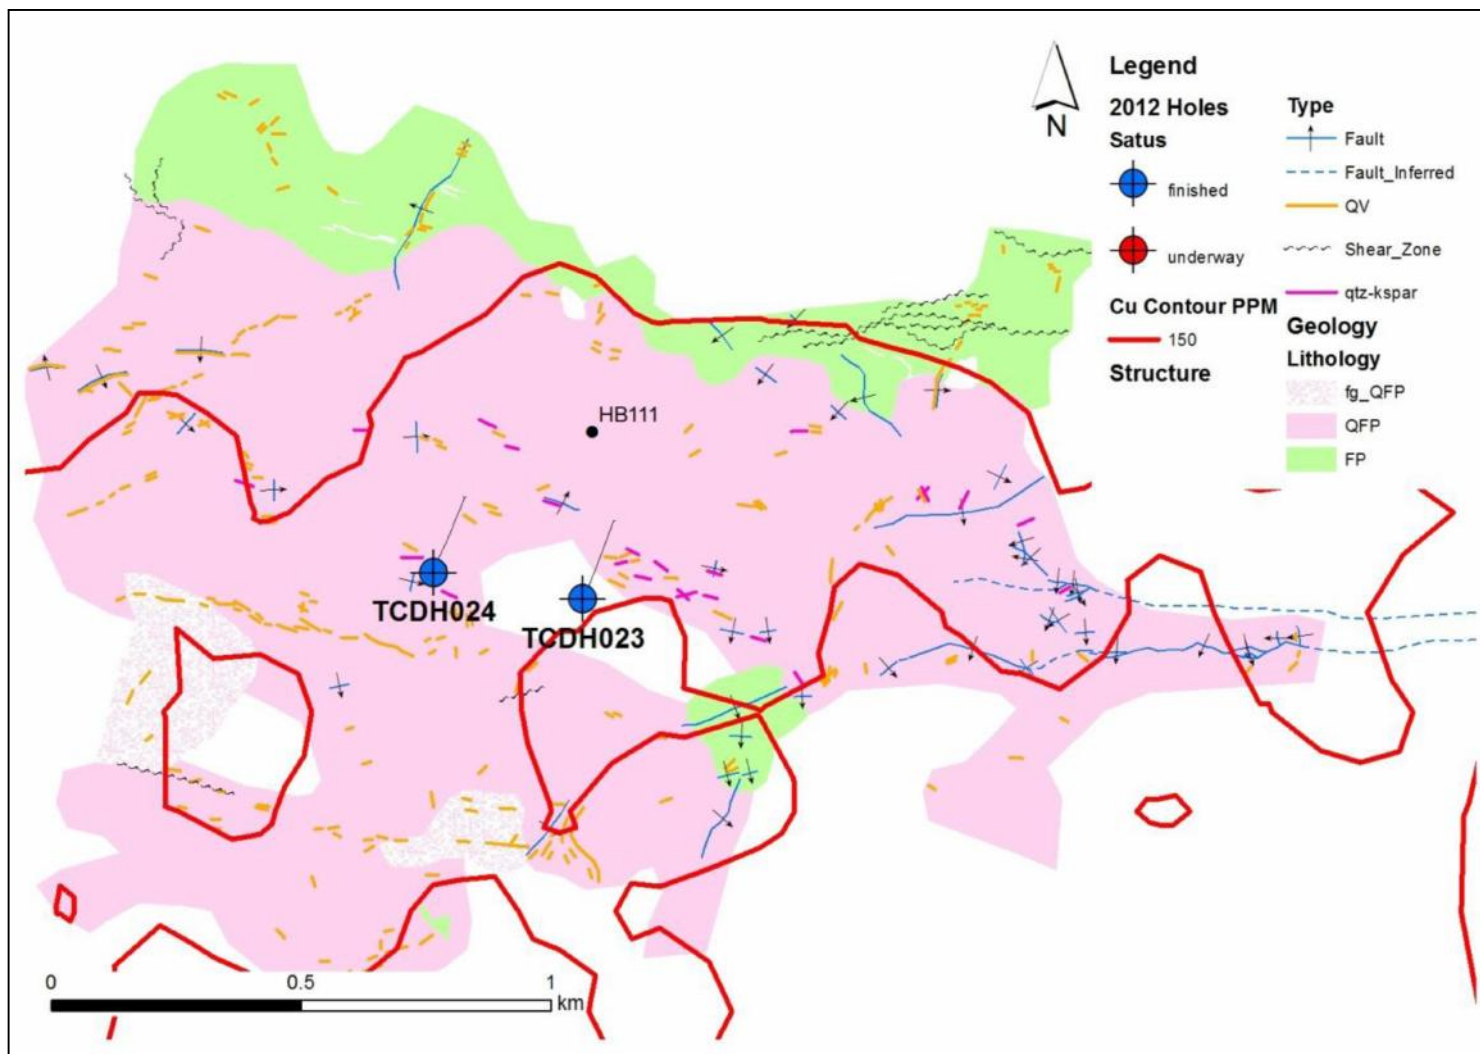 Legend
2012 Holes
Satus
finished
underway
Cu Contour PPM
150
Structure
Type
Fault
Fault_Inferred
QV
Shear_Zone
qtz-kspar
Geology
Lithology
fg_QFP
QFP
FP
N
HB111
TCDH024
TCDH023
0 0.5 1
km